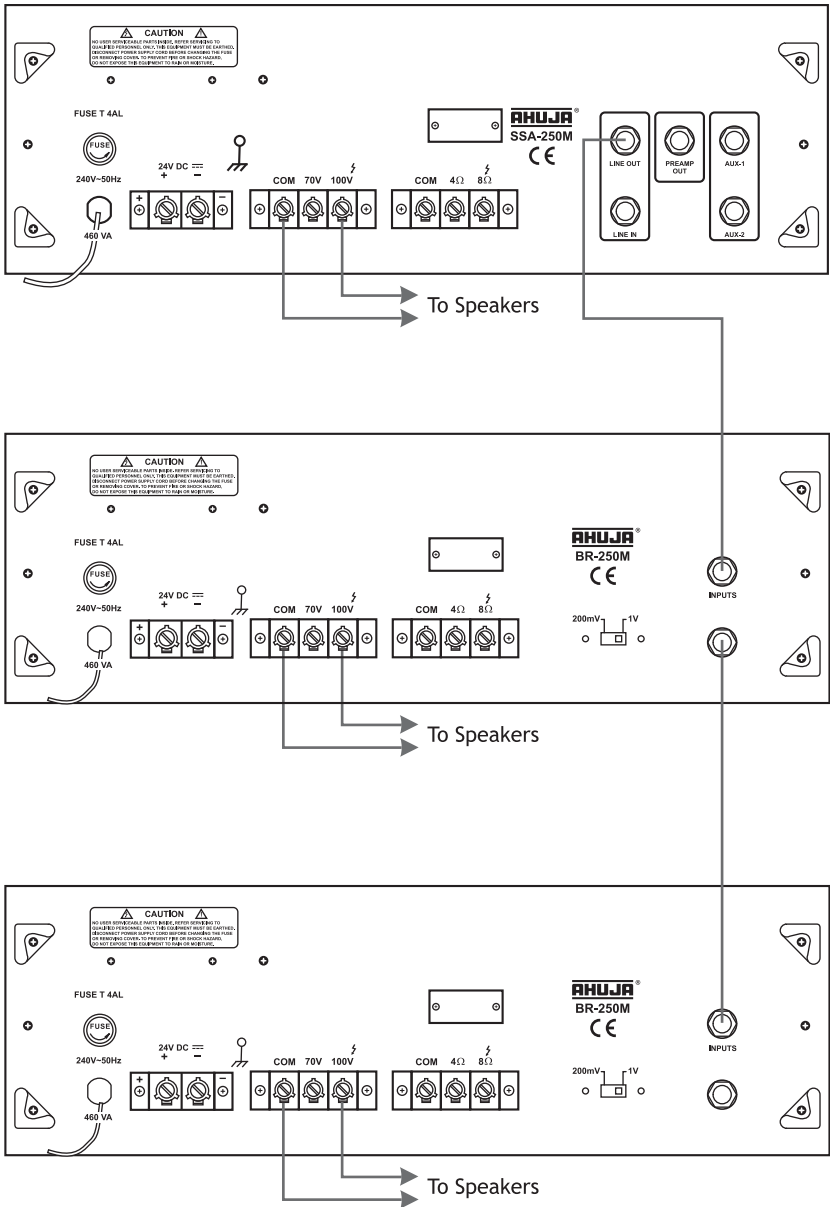 CAUTION
NO USER SERVICEABLE PARTS INSIDE, REFER SERVICING TO
QUALIFIED PERSONNEL ONLY, THIS EQUIPMENT MUST BE EARTHED,
DISCONNECT POWER SUPPLY CORD BEFORE CHANGING THE FUSE
OR REMOVING COVER. TO PREVENT FIRE OR SHOCK HAZARD,
DO NOT EXPOSE THIS EQUIPMENT TO RAIN OR MOISTURE.
FUSE T 4AL
FUSE
240V~50Hz
460 VA
24V DC
+ −
+ −
COM 70V 100V
COM 4Ω 8Ω
AHUJA®
SSA-250M
CE
LINE OUT
LINE IN
PREAMP
OUT
AUX-1
AUX-2
To Speakers
CAUTION
NO USER SERVICEABLE PARTS INSIDE, REFER SERVICING TO
QUALIFIED PERSONNEL ONLY, THIS EQUIPMENT MUST BE EARTHED,
DISCONNECT POWER SUPPLY CORD BEFORE CHANGING THE FUSE
OR REMOVING COVER. TO PREVENT FIRE OR SHOCK HAZARD,
DO NOT EXPOSE THIS EQUIPMENT TO RAIN OR MOISTURE.
FUSE T 4AL
FUSE
240V~50Hz
460 VA
24V DC
+ −
+ −
COM 70V 100V
COM 4Ω 8Ω
AHUJA®
BR-250M
CE
200mV 1V
INPUTS
To Speakers
CAUTION
NO USER SERVICEABLE PARTS INSIDE, REFER SERVICING TO
QUALIFIED PERSONNEL ONLY, THIS EQUIPMENT MUST BE EARTHED,
DISCONNECT POWER SUPPLY CORD BEFORE CHANGING THE FUSE
OR REMOVING COVER. TO PREVENT FIRE OR SHOCK HAZARD,
DO NOT EXPOSE THIS EQUIPMENT TO RAIN OR MOISTURE.
FUSE T 4AL
FUSE
240V~50Hz
460 VA
24V DC
+ −
+ −
COM 70V 100V
COM 4Ω 8Ω
AHUJA®
BR-250M
CE
200mV 1V
INPUTS
To Speakers